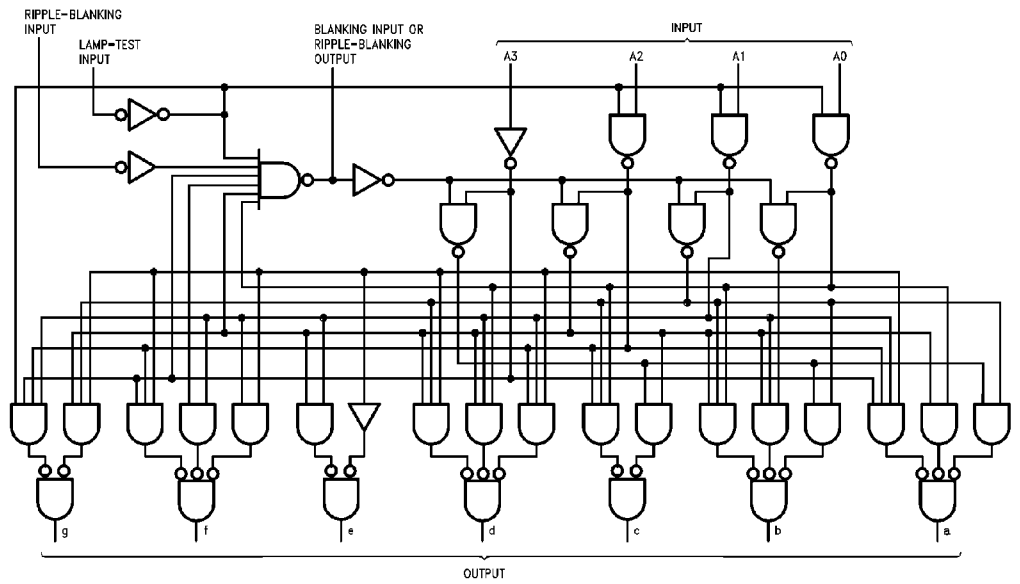 RIPPLE-BLANKING
INPUT
LAMP-TEST
INPUT
BLANKING INPUT OR
RIPPLE-BLANKING
OUTPUT
INPUT
A3
A2
A1
A0
g
f
e
d
c
b
a
OUTPUT